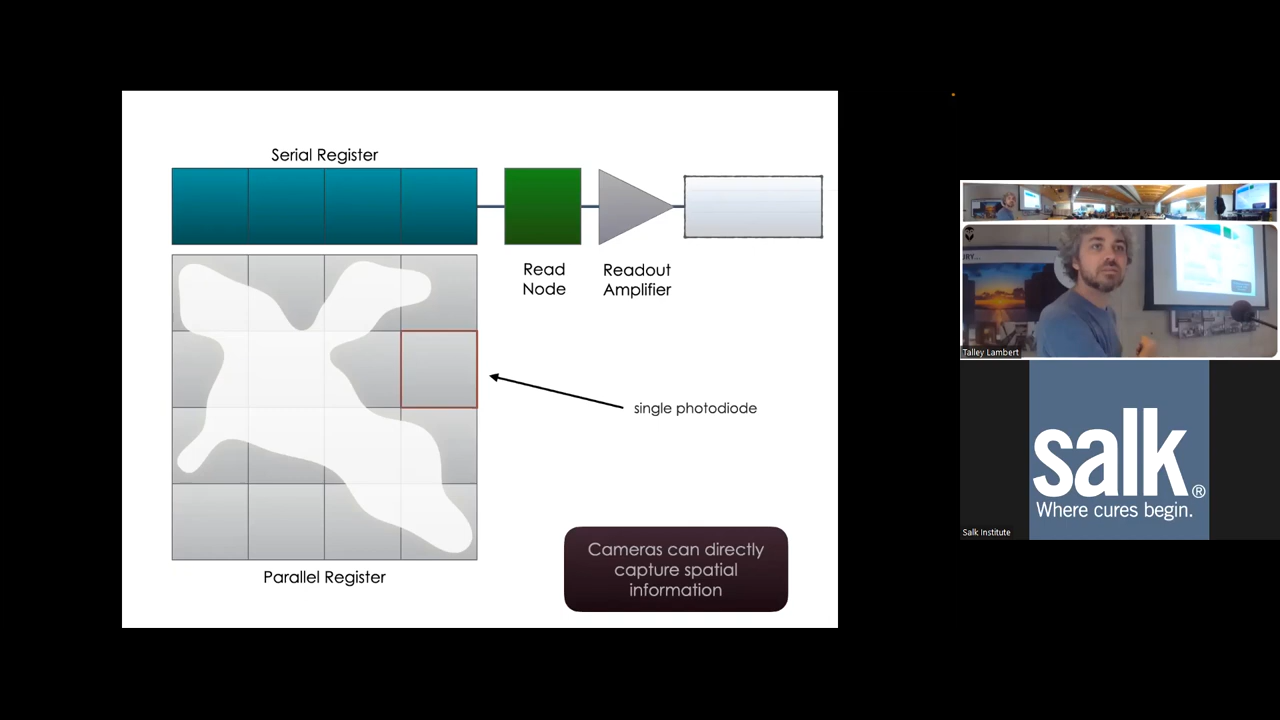 Serial Register
Read
Node
Readout
Amplifier
single photodiode
Cameras can directly
capture spatial
information
Parallel Register
URY...
Talley Lambert
salk®
Where cures begin.
Salk Institute